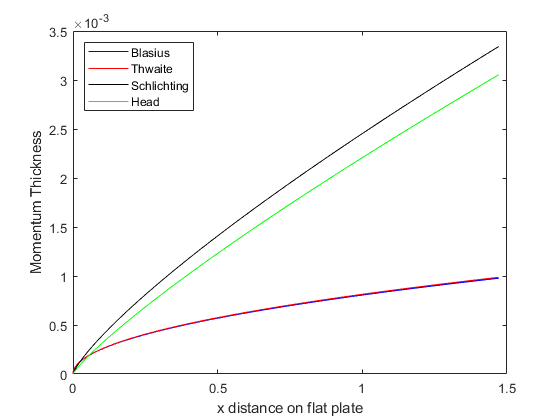 ×10-3
3.5
3
2.5
2
1.5
1
0.5
0
Momentum Thickness
Blasius
Thwaite
Schlichting
Head
0 0.5 1 1.5
x distance on flat plate